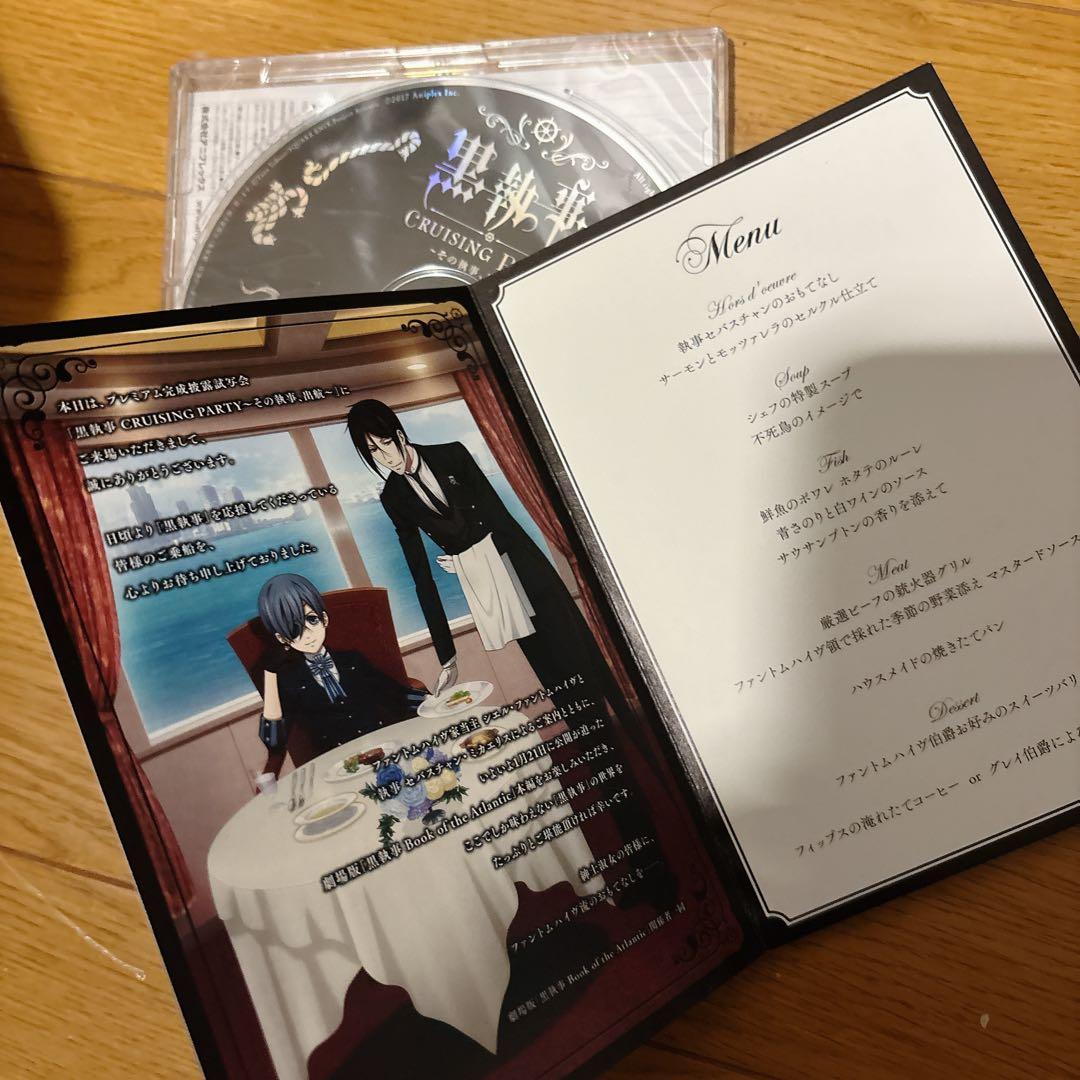 ©2017 Aniplex Inc.
株式会社アニプレックス
黒執事
CRUISING
～その執事、
本日は、プレミアム完成披露試写会
「黒執事 CRUISING PARTY～その執事、出航～」に
ご来場いただきまして、
誠にありがとうございます。
日頃より「黒執事」を応援してくださっている
皆様のご乗船を、
心よりお待ち申し上げておりました。
ファントムハイヴ家当主 シエル・ファントムハイヴと
執事 セバスチャン・ミカエリスによるご案内とともに、
いよいよ1月21日に公開が迫った
劇場版「黒執事 Book of the Atlantic」本編をお楽しみいただき、
ここでしか味わえない「黒執事」の世界を
たっぷりとご堪能頂ければ幸いです。
紳士淑女の皆様に、
ファントムハイヴ流のおもてなしを――
劇場版「黒執事 Book of the Atlantic」関係者一同
Menu
Hors d'oeuvre
執事セバスチャンのおもてなし
サーモンとモッツァレラのセルクル仕立て
Soup
シェフの特製スープ
不死鳥のイメージで
Fish
鮮魚のポワレ ホタテのルーレ
青さのりと白ワインのソース
サウサンプトンの香りを添えて
Meat
厳選ビーフの銃火器グリル
ファントムハイヴ領で採れた季節の野菜添え マスタードソース
ハウスメイドの焼きたてパン
Dessert
ファントムハイヴ伯爵お好みのスイーツバリ
フィップスの淹れたてコーヒー or グレイ伯爵によ